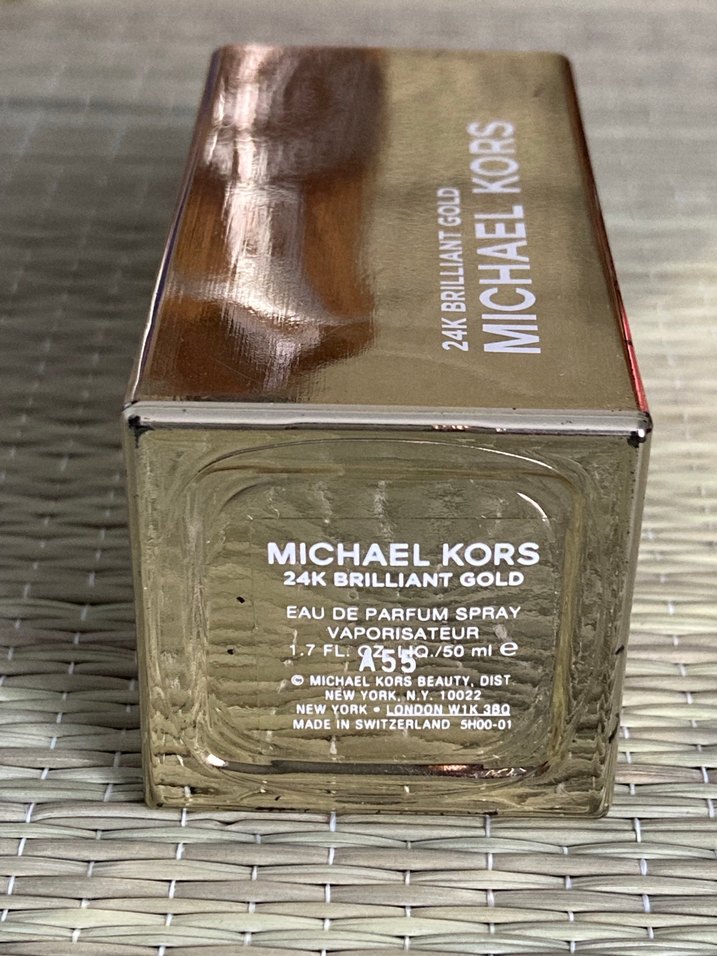 24K BRILLIANT GOLD
MICHAEL KORS
MICHAEL KORS
24K BRILLIANT GOLD
EAU DE PARFUM SPRAY
VAPORISATEUR
1.7 FL. OZ. LIQ./50 ml ℮
A55
© MICHAEL KORS BEAUTY, DIST.
NEW YORK, N.Y. 10022
NEW YORK • LONDON W1K 3BQ
MADE IN SWITZERLAND 5H00-01